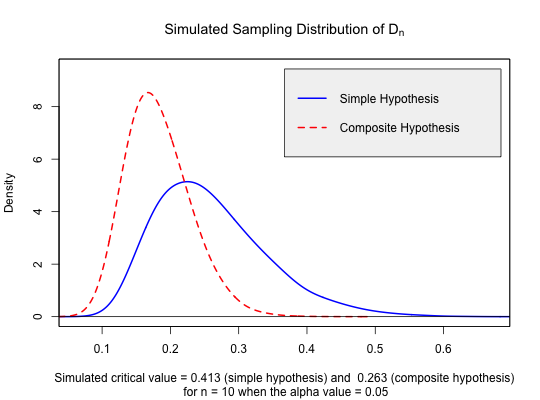 Simulated Sampling Distribution of Dn
Simple Hypothesis
Composite Hypothesis
Density
8
6
4
2
0
0.1 0.2 0.3 0.4 0.5 0.6
Simulated critical value = 0.413 (simple hypothesis) and 0.263 (composite hypothesis)
for n = 10 when the alpha value = 0.05